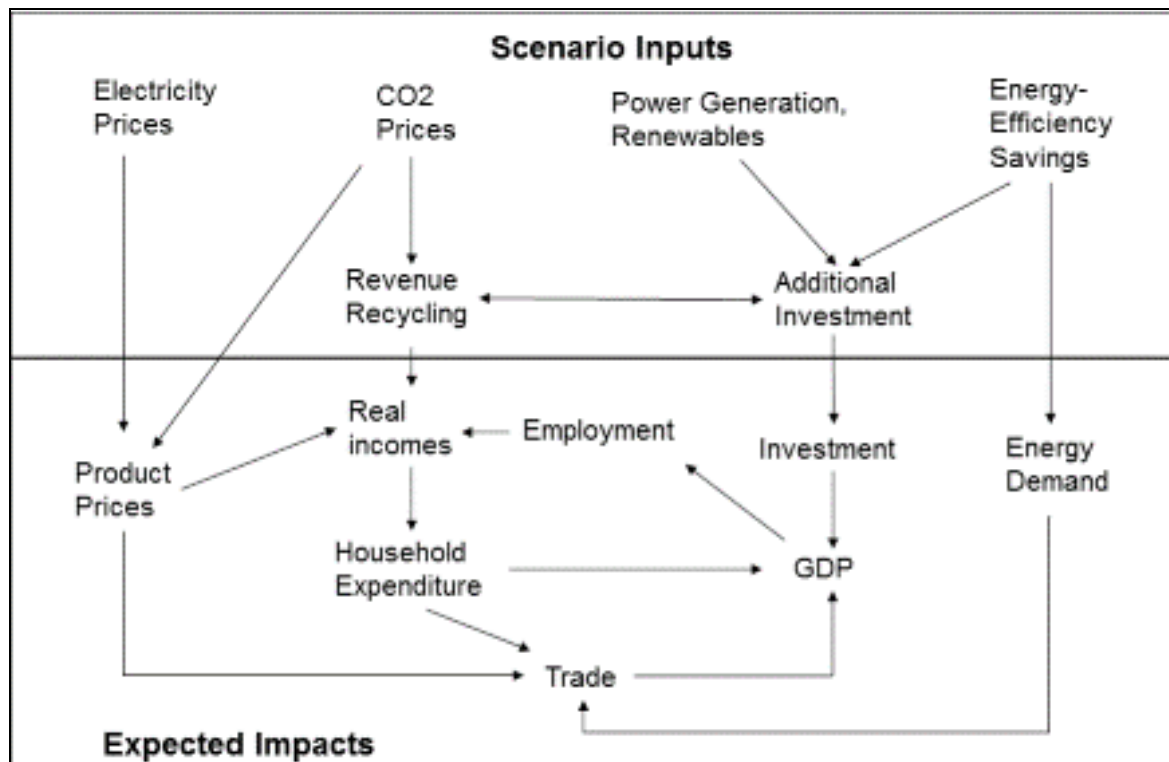 Scenario Inputs
Electricity
Prices
CO2
Prices
Power Generation,
Renewables
Energy-
Efficiency
Savings
Revenue
Recycling
Additional
Investment
Real
incomes
Employment
Investment
Energy
Demand
Product
Prices
Household
Expenditure
GDP
Trade
Expected Impacts